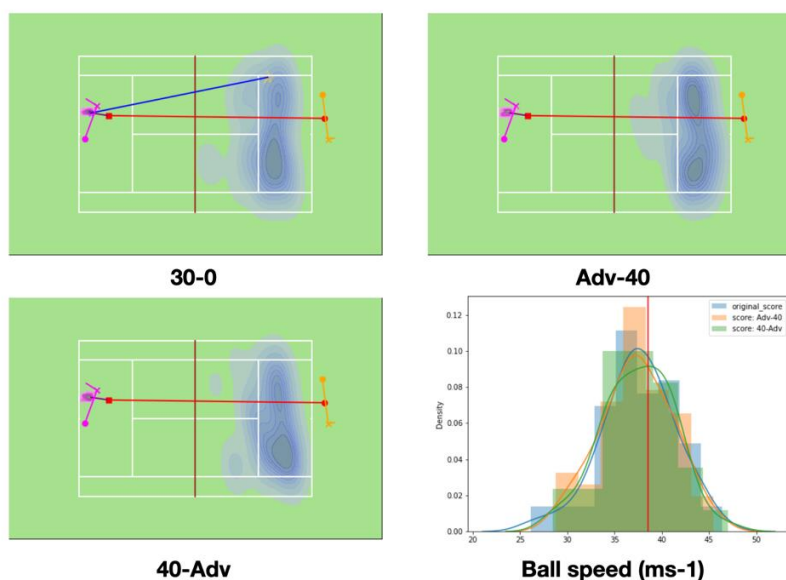 30-0
Adv-40
40-Adv
original_score
score: Adv-40
score: 40-Adv
0.12
0.10
0.08
0.06
0.04
0.02
0.00
Density
20 25 30 35 40 45 50
Ball speed (ms-1)